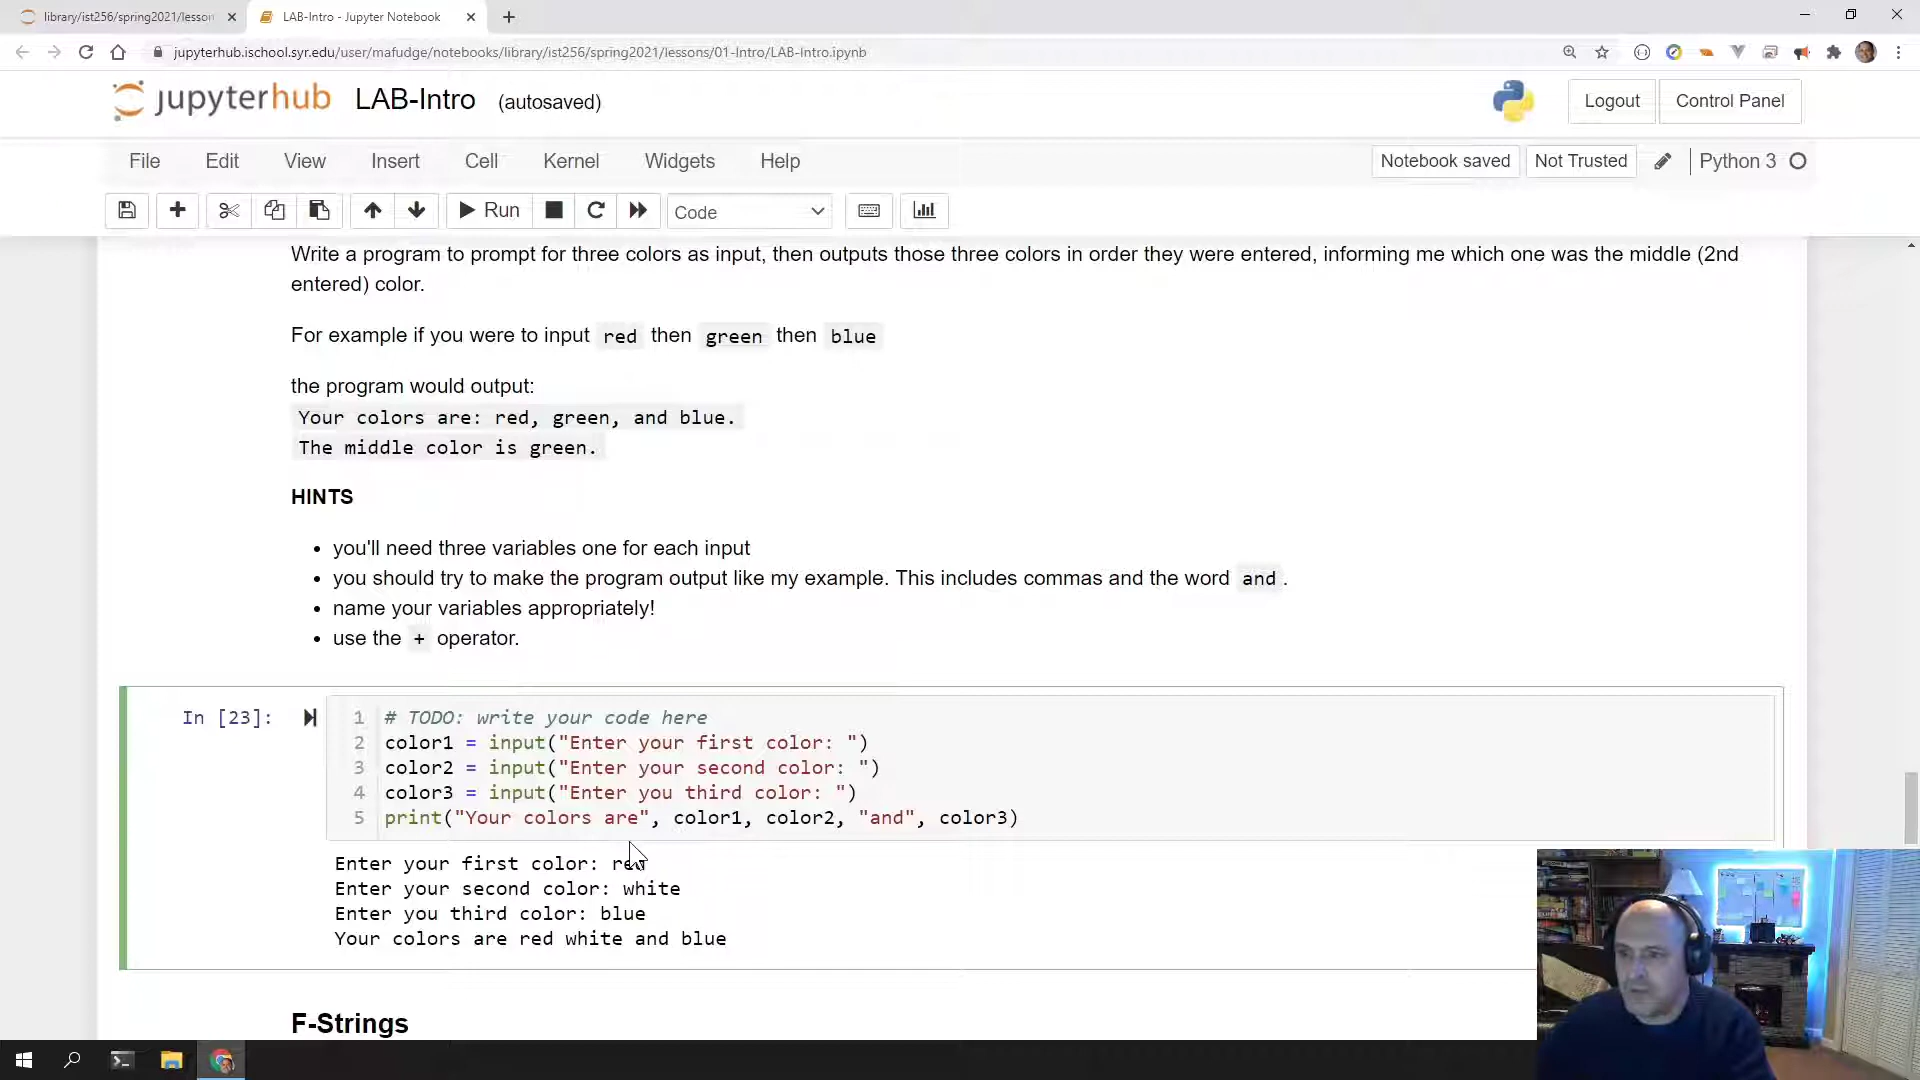 library/ist256/spring2021/lesson
LAB-Intro - Jupyter Notebook
jupyterhub.ischool.syr.edu/user/mafudge/notebooks/library/ist256/spring2021/lessons/01-Intro/LAB-Intro.ipynb
jupyterhub LAB-Intro (autosaved)
Logout Control Panel
File Edit View Insert Cell Kernel Widgets Help
Notebook saved Not Trusted Python 3
Run Code
Write a program to prompt for three colors as input, then outputs those three colors in order they were entered, informing me which one was the middle (2nd
entered) color.
For example if you were to input red then green then blue
the program would output:
Your colors are: red, green, and blue.
The middle color is green.
HINTS
• you'll need three variables one for each input
• you should try to make the program output like my example. This includes commas and the word and.
• name your variables appropriately!
• use the + operator.
In [23]:
1 # TODO: write your code here
2 color1 = input("Enter your first color: ")
3 color2 = input("Enter your second color: ")
4 color3 = input("Enter you third color: ")
5 print("Your colors are", color1, color2, "and", color3)
Enter your first color: red
Enter your second color: white
Enter you third color: blue
Your colors are red white and blue
F-Strings